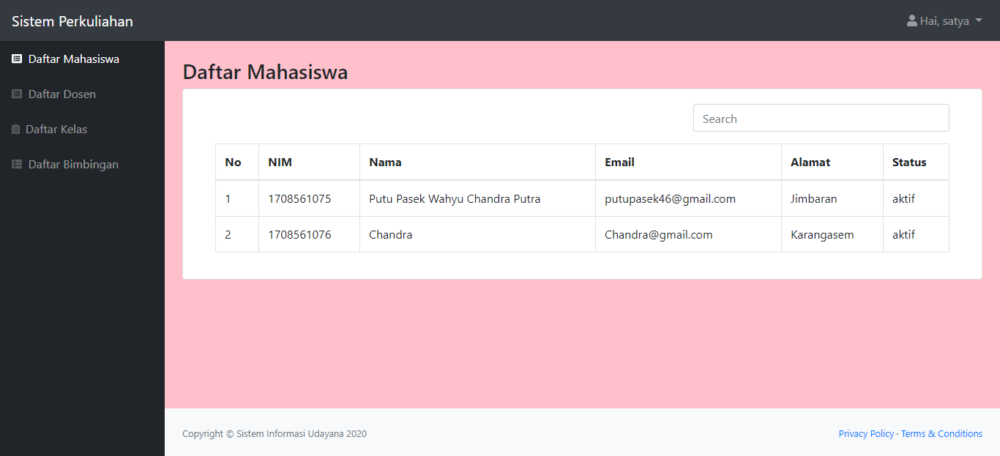 Sistem Perkuliahan
Hai, satya
Daftar Mahasiswa
Daftar Dosen
Daftar Kelas
Daftar Bimbingan
Daftar Mahasiswa
Search
No NIM Nama Email Alamat Status
1 1708561075 Putu Pasek Wahyu Chandra Putra putupasek46@gmail.com Jimbaran aktif
2 1708561076 Chandra Chandra@gmail.com Karangasem aktif
Copyright © Sistem Informasi Udayana 2020
Privacy Policy · Terms & Conditions